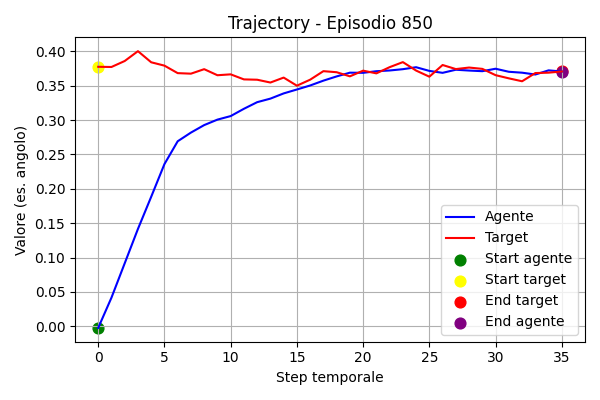 Trajectory - Episodio 850
Valore (es. angolo)
0.40
0.35
0.30
0.25
0.20
0.15
0.10
0.05
0.00
Agente
Target
Start agente
Start target
End target
End agente
0 5 10 15 20 25 30 35
Step temporale